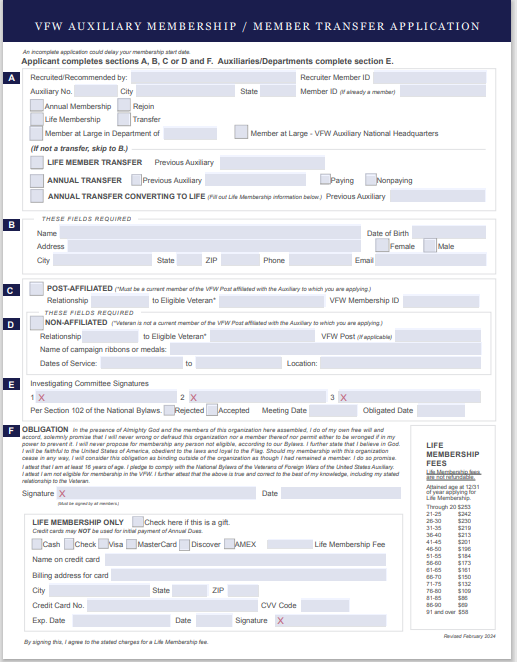 VFW AUXILIARY MEMBERSHIP / MEMBER TRANSFER APPLICATION
An incomplete application could delay your membership start date.
Applicant completes sections A, B, C or D and F. Auxiliaries/Departments complete section E.
A
Recruited/Recommended by: Recruiter Member ID
Auxiliary No. City State Member ID (if already a member)
Annual Membership Rejoin
Life Membership Transfer
Member at Large in Department of Member at Large - VFW Auxiliary National Headquarters
(If not a transfer, skip to B.)
LIFE MEMBER TRANSFER Previous Auxiliary
ANNUAL TRANSFER Previous Auxiliary Paying Nonpaying
ANNUAL TRANSFER CONVERTING TO LIFE (Fill out Life Membership information below.) Previous Auxiliary
B
THESE FIELDS REQUIRED
Name Date of Birth
Address Female Male
City State ZIP Phone Email
C
POST-AFFILIATED (*Must be a current member of the VFW Post affiliated with the Auxiliary to which you are applying.)
Relationship to Eligible Veteran* VFW Membership ID
THESE FIELDS REQUIRED
D
NON-AFFILIATED (*Veteran is not a current member of the VFW Post affiliated with the Auxiliary to which you are applying.)
Relationship to Eligible Veteran* VFW Post (if applicable)
Name of campaign ribbons or medals:
Dates of Service: to Location:
E
Investigating Committee Signatures
1 X 2 X 3 X
Per Section 102 of the National Bylaws. Rejected Accepted Meeting Date Obligated Date
F
OBLIGATION In the presence of Almighty God and the members of this organization here assembled, I do of my own free will and
accord, solemnly promise that I will never wrong or defraud this organization nor a member thereof nor permit either to be wronged if in my
power to prevent it. I will never propose for membership any person not eligible, according to our Bylaws. I further state that I believe in God.
I will be faithful to the United States of America, obedient to the laws and loyal to the Flag. Should my membership with this organization
cease in any way, I will consider this obligation as binding outside of the organization as though I had remained a member. I do so promise.
I attest that I am at least 16 years of age. I pledge to comply with the National Bylaws of the Veterans of Foreign Wars of the United States Auxiliary.
I attest I am not eligible for membership in the VFW. I further attest that the above is true and correct to the best of my knowledge, including my stated
relationship to the Veteran.
Signature X Date
(Must be signed by all members.)
LIFE MEMBERSHIP ONLY Check here if this is a gift.
Credit cards may NOT be used for initial payment of Annual Dues.
Cash Check Visa MasterCard Discover AMEX Life Membership Fee
Name on credit card
Billing address for card
City State ZIP
Credit Card No. CVV Code
Exp. Date Date Signature X
By signing this, I agree to the stated charges for a Life Membership fee.
LIFE
MEMBERSHIP
FEES
Life Membership fees
are not refundable.
Attained age at 12/31
of year applying for
Life Membership.
Through 20 $253
21-25 $242
26-30 $230
31-35 $219
36-40 $213
41-45 $201
46-50 $196
51-55 $184
56-60 $173
61-65 $161
66-70 $150
71-75 $132
76-80 $109
81-85 $86
86-90 $69
91 and over $58
Revised February 2024